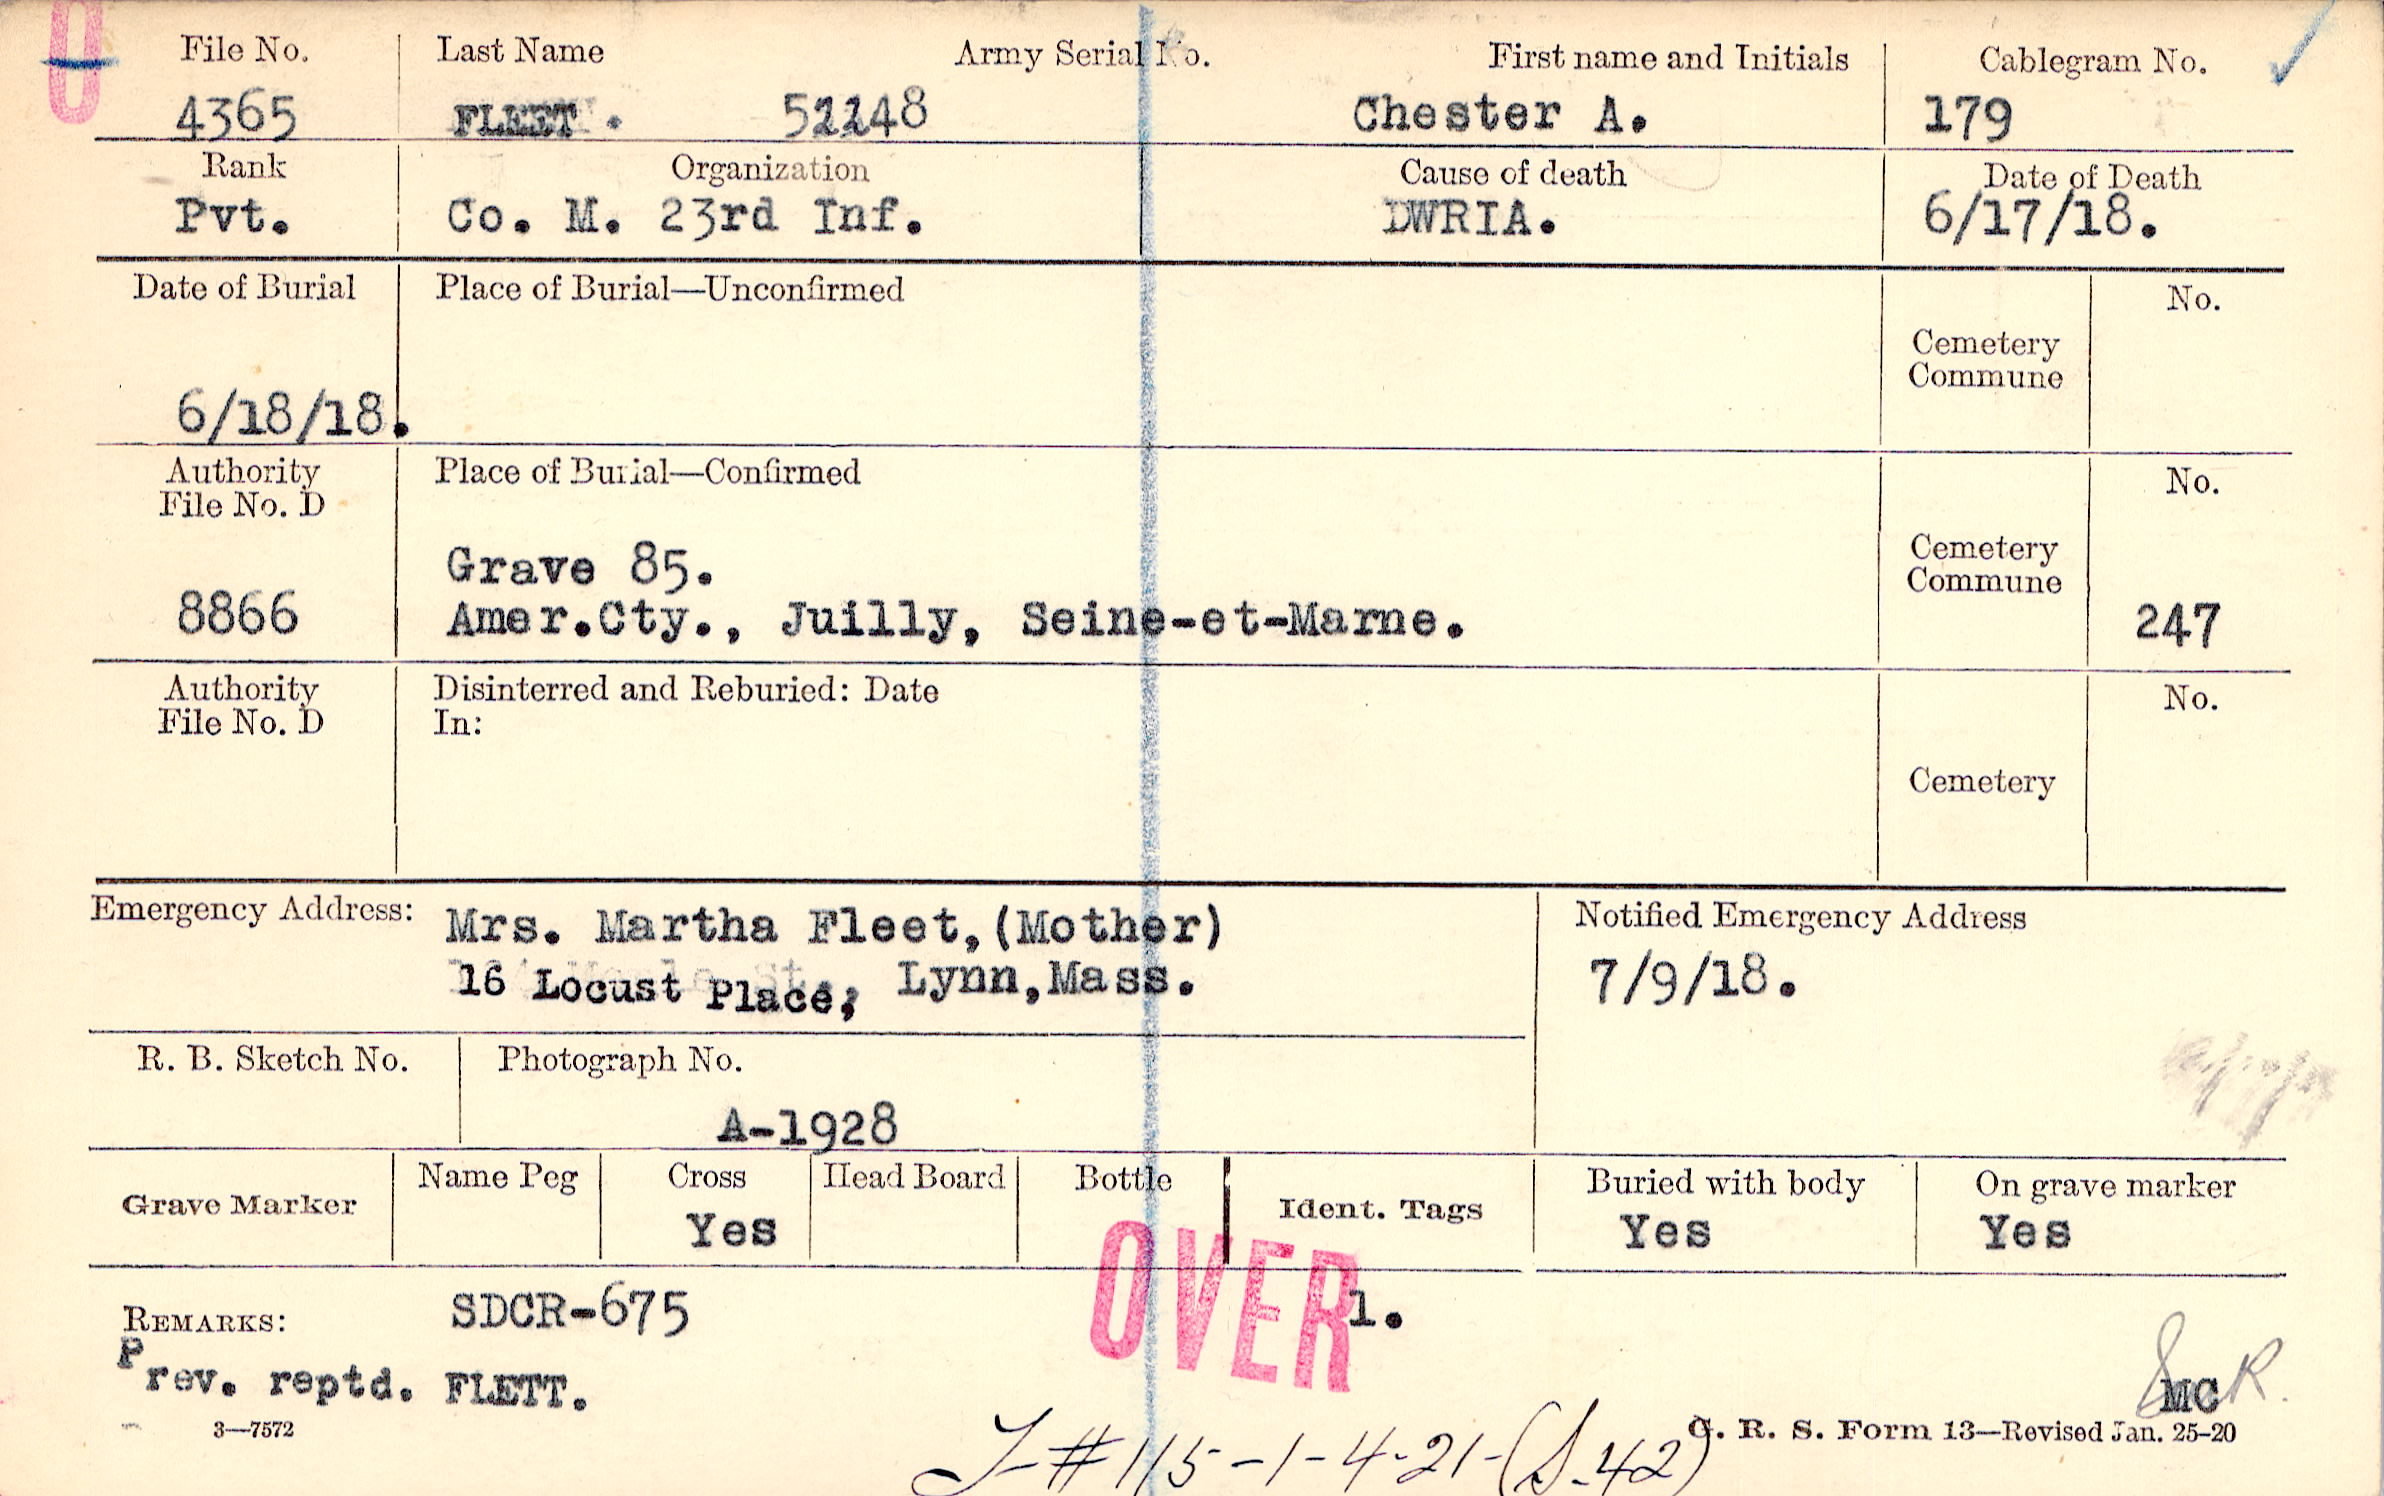 File No. Last Name Army Serial No. First name and Initials Cablegram No.
4365 FLEET. 52248 Chester A. 179
Rank Organization Cause of death Date of Death
Pvt. Co. M. 23rd Inf. DWRIA. 6/17/18.
Date of Burial Place of Burial—Unconfirmed No.
Cemetery
Commune
6/18/18.
Authority Place of Burial—Confirmed No.
File No. D
Cemetery
Commune
Grave 85.
8866 Amer.Cty., Juilly, Seine-et-Marne. 247
Authority Disinterred and Reburied: Date No.
File No. D In:
Cemetery
Emergency Address: Mrs. Martha Fleet,(Mother) Notified Emergency Address
16 Locust Place, Lynn,Mass. 7/9/18.
R. B. Sketch No. Photograph No.
A-1928
Grave Marker Name Peg Cross Head Board Bottle Ident. Tags Buried with body On grave marker
Yes Yes Yes
OVER
REMARKS: SDCR-675 1.
Prev. reptd. FLETT.
MC
3—7572 G. R. S. Form 13—Revised Jan. 25-20
#115-1-4-21-(S-42)